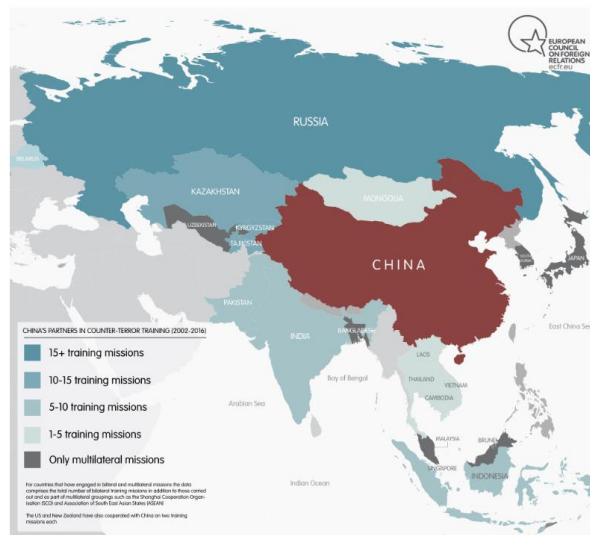 EUROPEAN
COUNCIL
ON FOREIGN
RELATIONS
ecfr.eu
RUSSIA
BELARUS
KAZAKHSTAN
MONGOLIA
UZBEKISTAN
KYRGYZSTAN
TAJIKISTAN
CHINA
SOUTH
JAPAN
PAKISTAN
INDIA
BANGLADESH
East China Sea
LAOS
THAILAND
VIETNAM
CAMBODIA
Bay of Bengal
Arabian Sea
MALAYSIA
BRUNEI
SINGAPORE
INDONESIA
Indian Ocean
CHINA'S PARTNERS IN COUNTER-TERROR TRAINING (2002-2016)
15+ training missions
10-15 training missions
5-10 training missions
1-5 training missions
Only multilateral missions
For countries that have engaged in bilateral and multilateral missions the data
comprises the total number of bilateral training missions in addition to those carried
out and as part of multilateral groupings such as the Shanghai Cooperation Organ-
isation (SCO) and Association of South East Asian States (ASEAN)
The US and New Zealand have also cooperated with China on two training
missions each